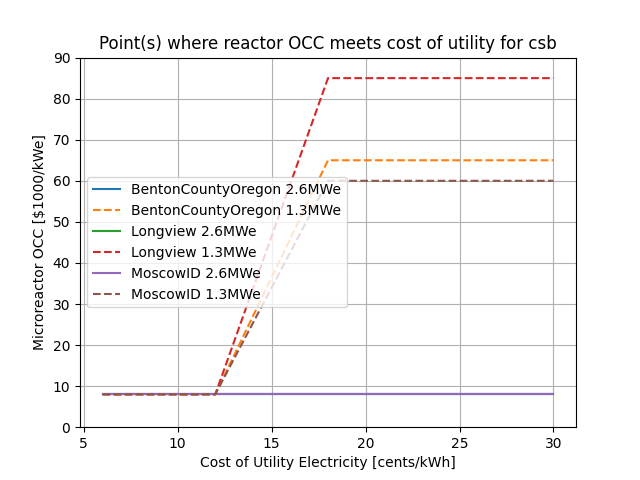 Point(s) where reactor OCC meets cost of utility for csb
90
80
70
60
50
40
30
20
10
0
Microreactor OCC [$1000/kWe]
BentonCountyOregon 2.6MWe
BentonCountyOregon 1.3MWe
Longview 2.6MWe
Longview 1.3MWe
MoscowID 2.6MWe
MoscowID 1.3MWe
5 10 15 20 25 30
Cost of Utility Electricity [cents/kWh]